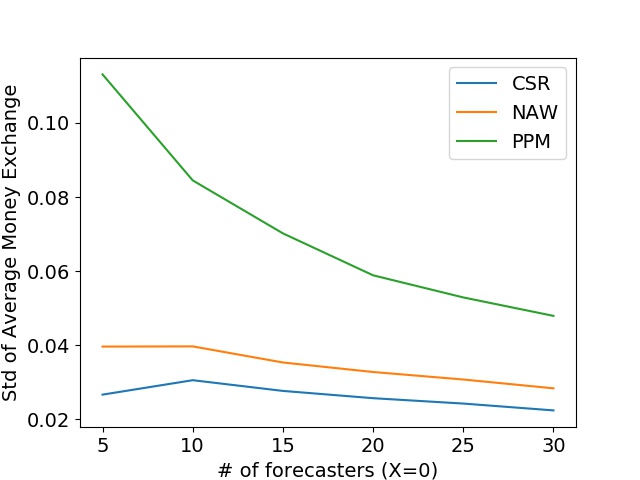 Std of Average Money Exchange
0.10
0.08
0.06
0.04
0.02
CSR
NAW
PPM
5 10 15 20 25 30
# of forecasters (X=0)